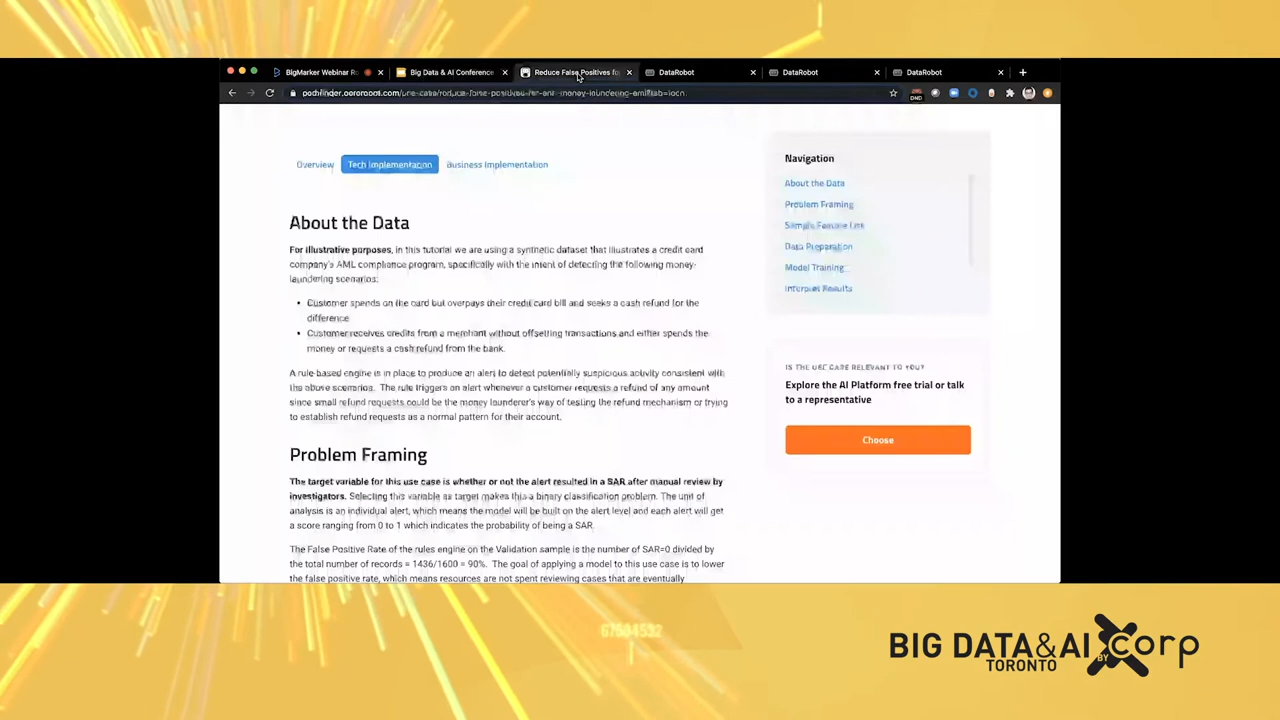 BigMarker Webinar Ro
Big Data & AI Conference
Reduce False Positives fo
DataRobot
DataRobot
DataRobot
Overview
Tech Implementation
Business Implementation
About the Data
For illustrative purposes, in this tutorial we are using a synthetic dataset that illustrates a credit card
company's AML compliance program, specifically with the intent of detecting the following money-
laundering scenarios:
• Customer spends on the card but overpays their credit card bill and seeks a cash refund for the
difference
• Customer receives credits from a merchant without offsetting transactions and either spends the
money or requests a cash refund from the bank.
A rule based engine is in place to produce an alert to detect potentially suspicious activity consistent with
the above scenarios. The rule triggers an alert whenever a customer requests a refund of any amount
since small refund requests could be the money launderer's way of testing the refund mechanism or trying
to establish refund requests as a normal pattern for their account.
Problem Framing
The target variable for this use case is whether or not the alert resulted in a SAR after manual review by
investigators. Selecting this variable as target makes this a binary classification problem. The unit of
analysis is an individual alert, which means the model will be built on the alert level and each alert will get
a score ranging from 0 to 1 which indicates the probability of being a SAR.
The False Positive Rate of the rules engine on the Validation sample is the number of SAR=0 divided by
the total number of records = 1436/1600 = 90%. The goal of applying a model to this use case is to lower
the false positive rate, which means resources are not spent reviewing cases that are eventually
Navigation
About the Data
Problem Framing
Sample Feature List
Data Preparation
Model Training
Interpret Results
IS THE USE CASE RELEVANT TO YOU?
Explore the AI Platform free trial or talk
to a representative
Choose
BIG DATA&AI
TORONTO
BY
corp